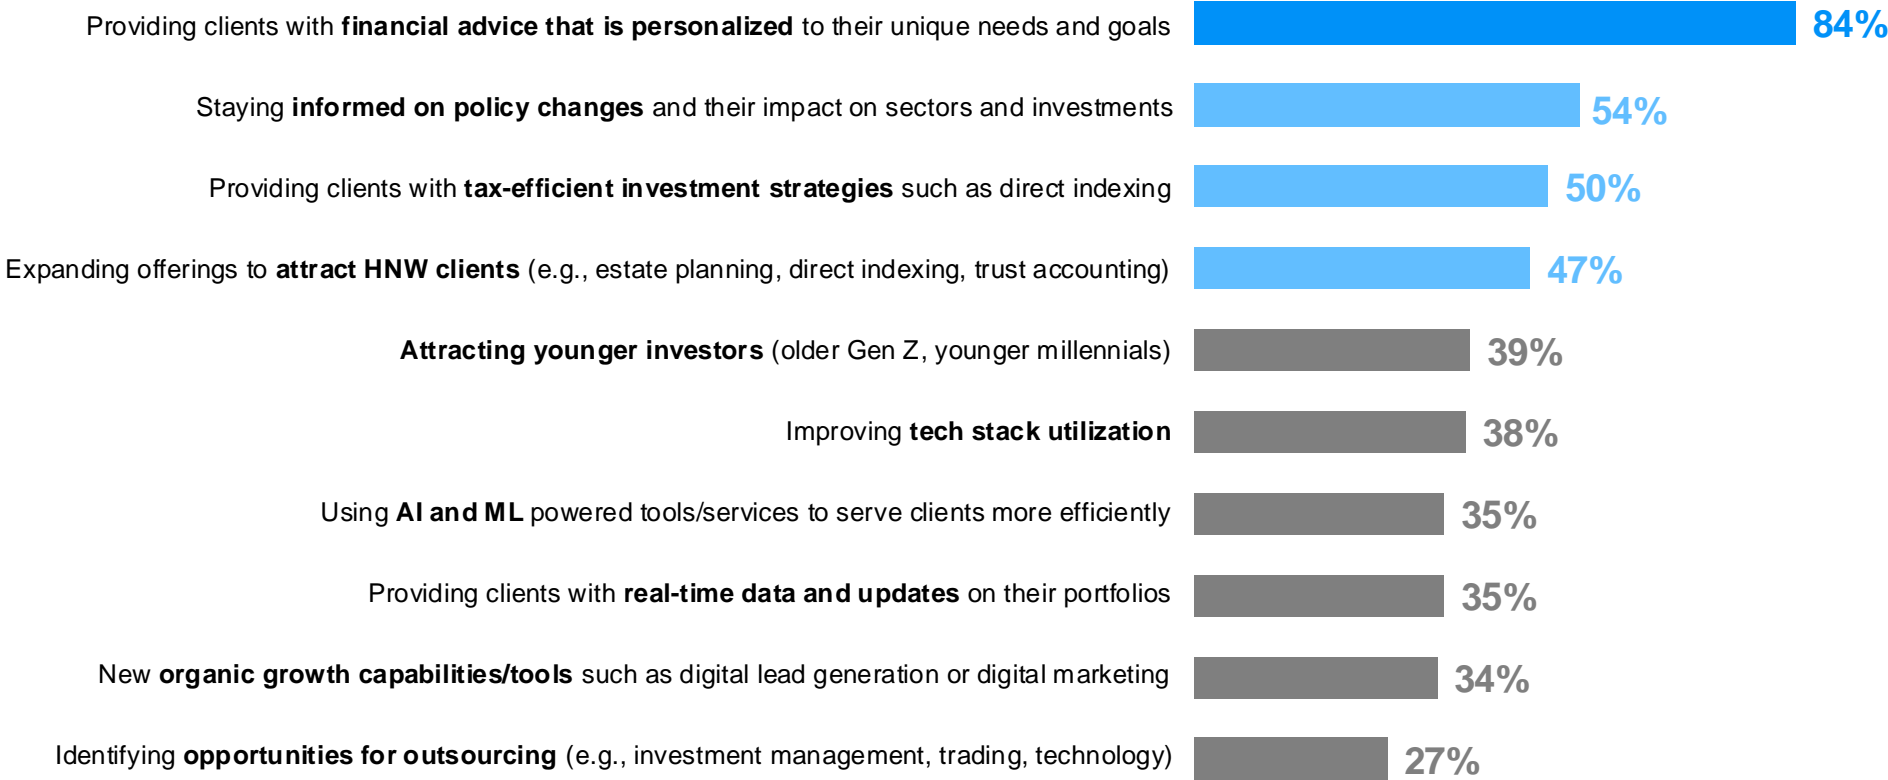 Providing clients with financial advice that is personalized to their unique needs and goals 84%
Staying informed on policy changes and their impact on sectors and investments 54%
Providing clients with tax-efficient investment strategies such as direct indexing 50%
Expanding offerings to attract HNW clients (e.g., estate planning, direct indexing, trust accounting) 47%
Attracting younger investors (older Gen Z, younger millennials) 39%
Improving tech stack utilization 38%
Using AI and ML powered tools/services to serve clients more efficiently 35%
Providing clients with real-time data and updates on their portfolios 35%
New organic growth capabilities/tools such as digital lead generation or digital marketing 34%
Identifying opportunities for outsourcing (e.g., investment management, trading, technology) 27%